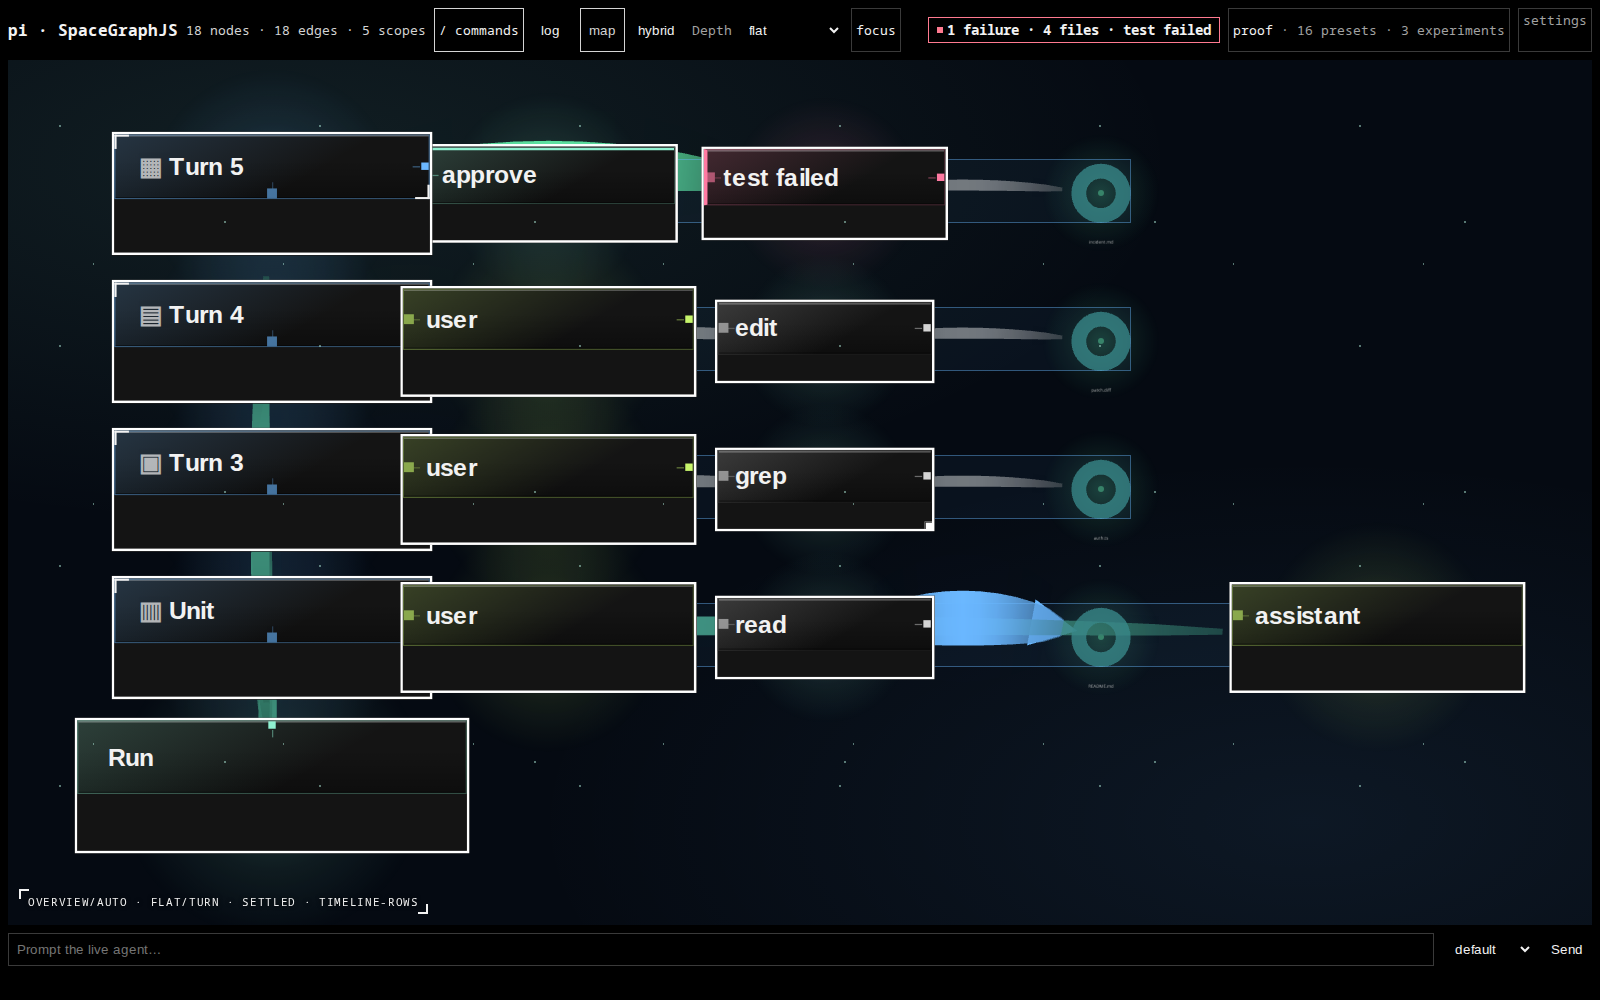 pi · SpaceGraphJS 18 nodes · 18 edges · 5 scopes / commands log map hybrid Depth flat focus 1 failure · 4 files · test failed proof · 16 presets · 3 experiments settings
Turn 5 approve test failed
Turn 4 user edit
Turn 3 user grep
Unit user read assistant
README.md
Run
OVERVIEW/AUTO · FLAT/TURN · SETTLED · TIMELINE-ROWS
Prompt the live agent… default Send